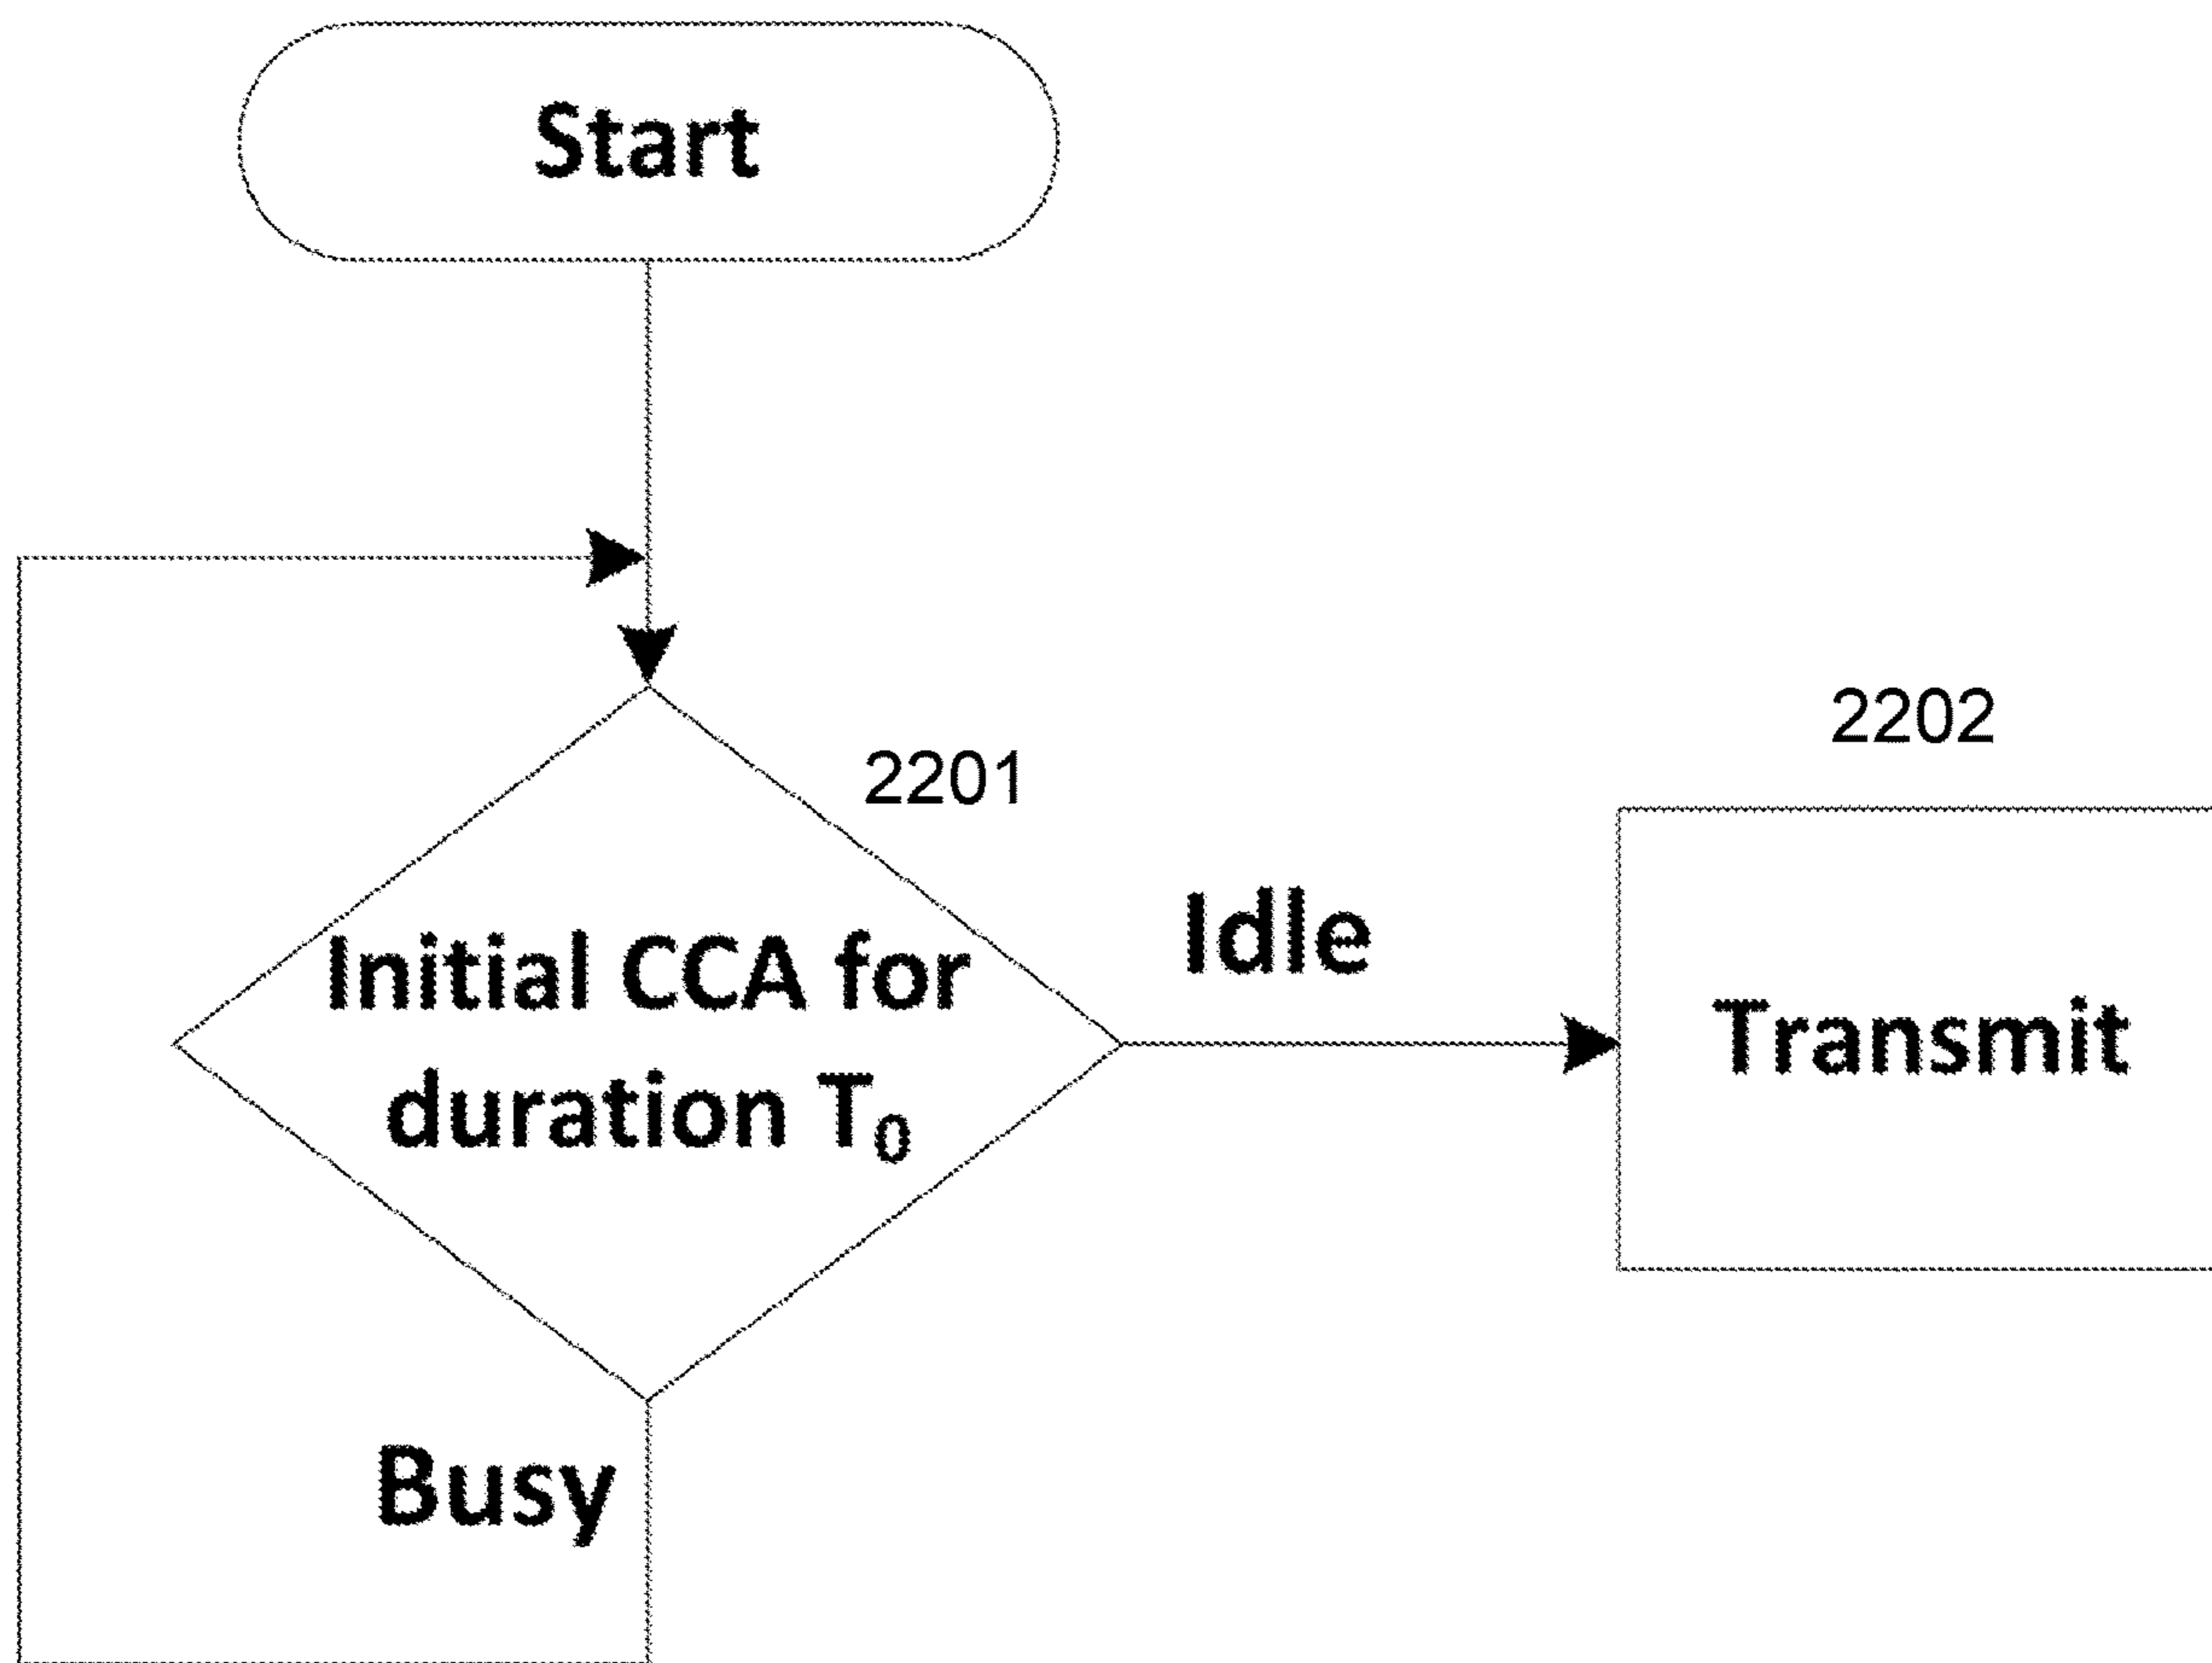 Start
2201
2202
Initial CCA for
duration T₀
Idle
Transmit
Busy